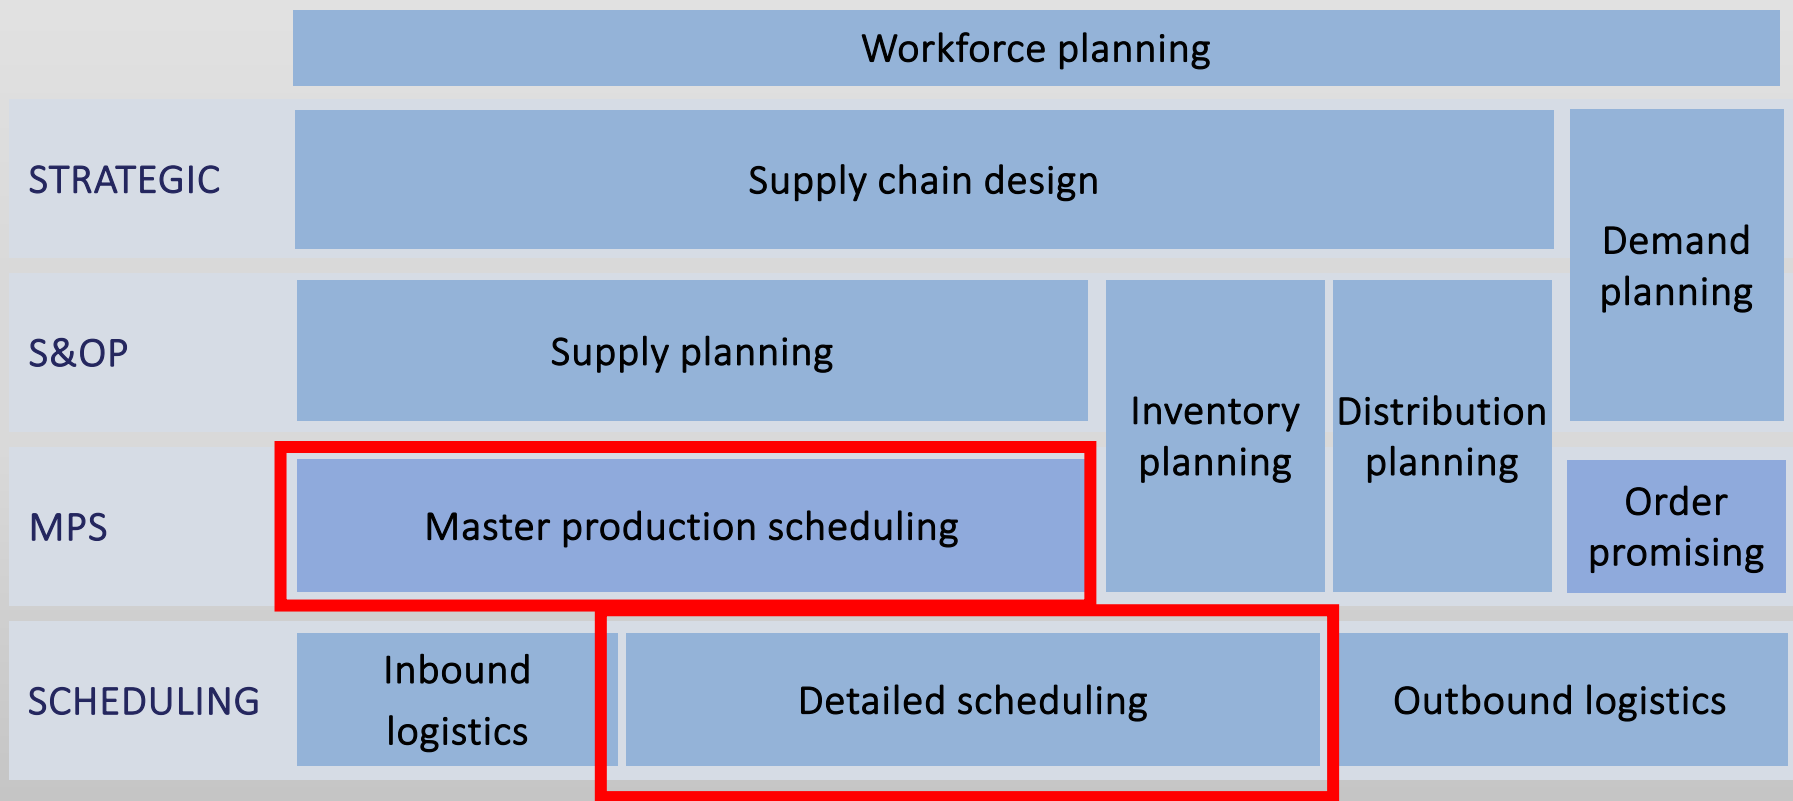 Workforce planning
STRATEGIC
Supply chain design
Demand
planning
S&OP
Supply planning
Inventory
planning
Distribution
planning
MPS
Master production scheduling
Order
promising
SCHEDULING
Inbound
logistics
Detailed scheduling
Outbound logistics